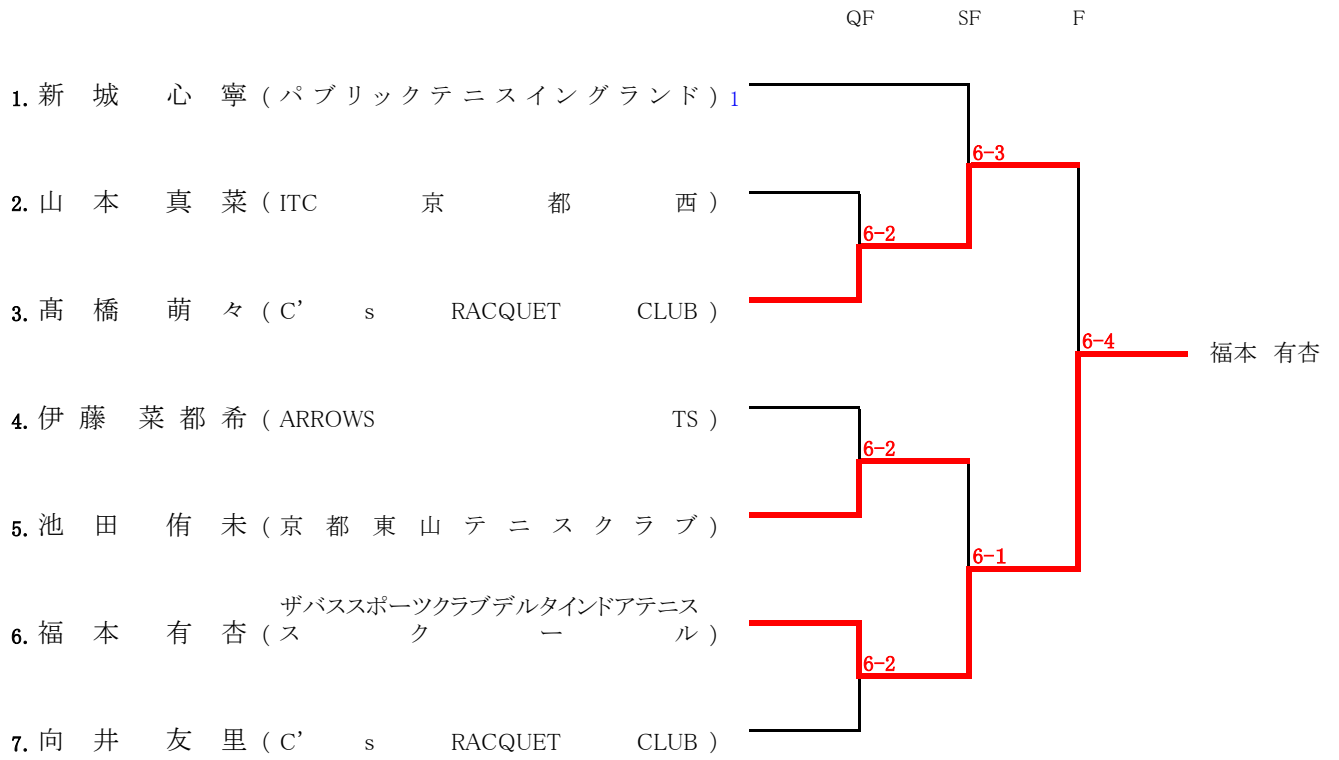 QF SF F
1. 新城 心寧 (パブリックテニスイングランド) 1
6-3
2. 山本 真菜 (ITC 京都西)
6-2
3. 髙橋 萌々 (C's RACQUET CLUB)
6-4 福本 有杏
4. 伊藤 菜都希 (ARROWS TS)
6-2
5. 池田 侑未 (京都東山テニスクラブ)
6-1
ザバススポーツクラブデルタインドアテニス
6. 福本 有杏 (スクール)
6-2
7. 向井 友里 (C's RACQUET CLUB)